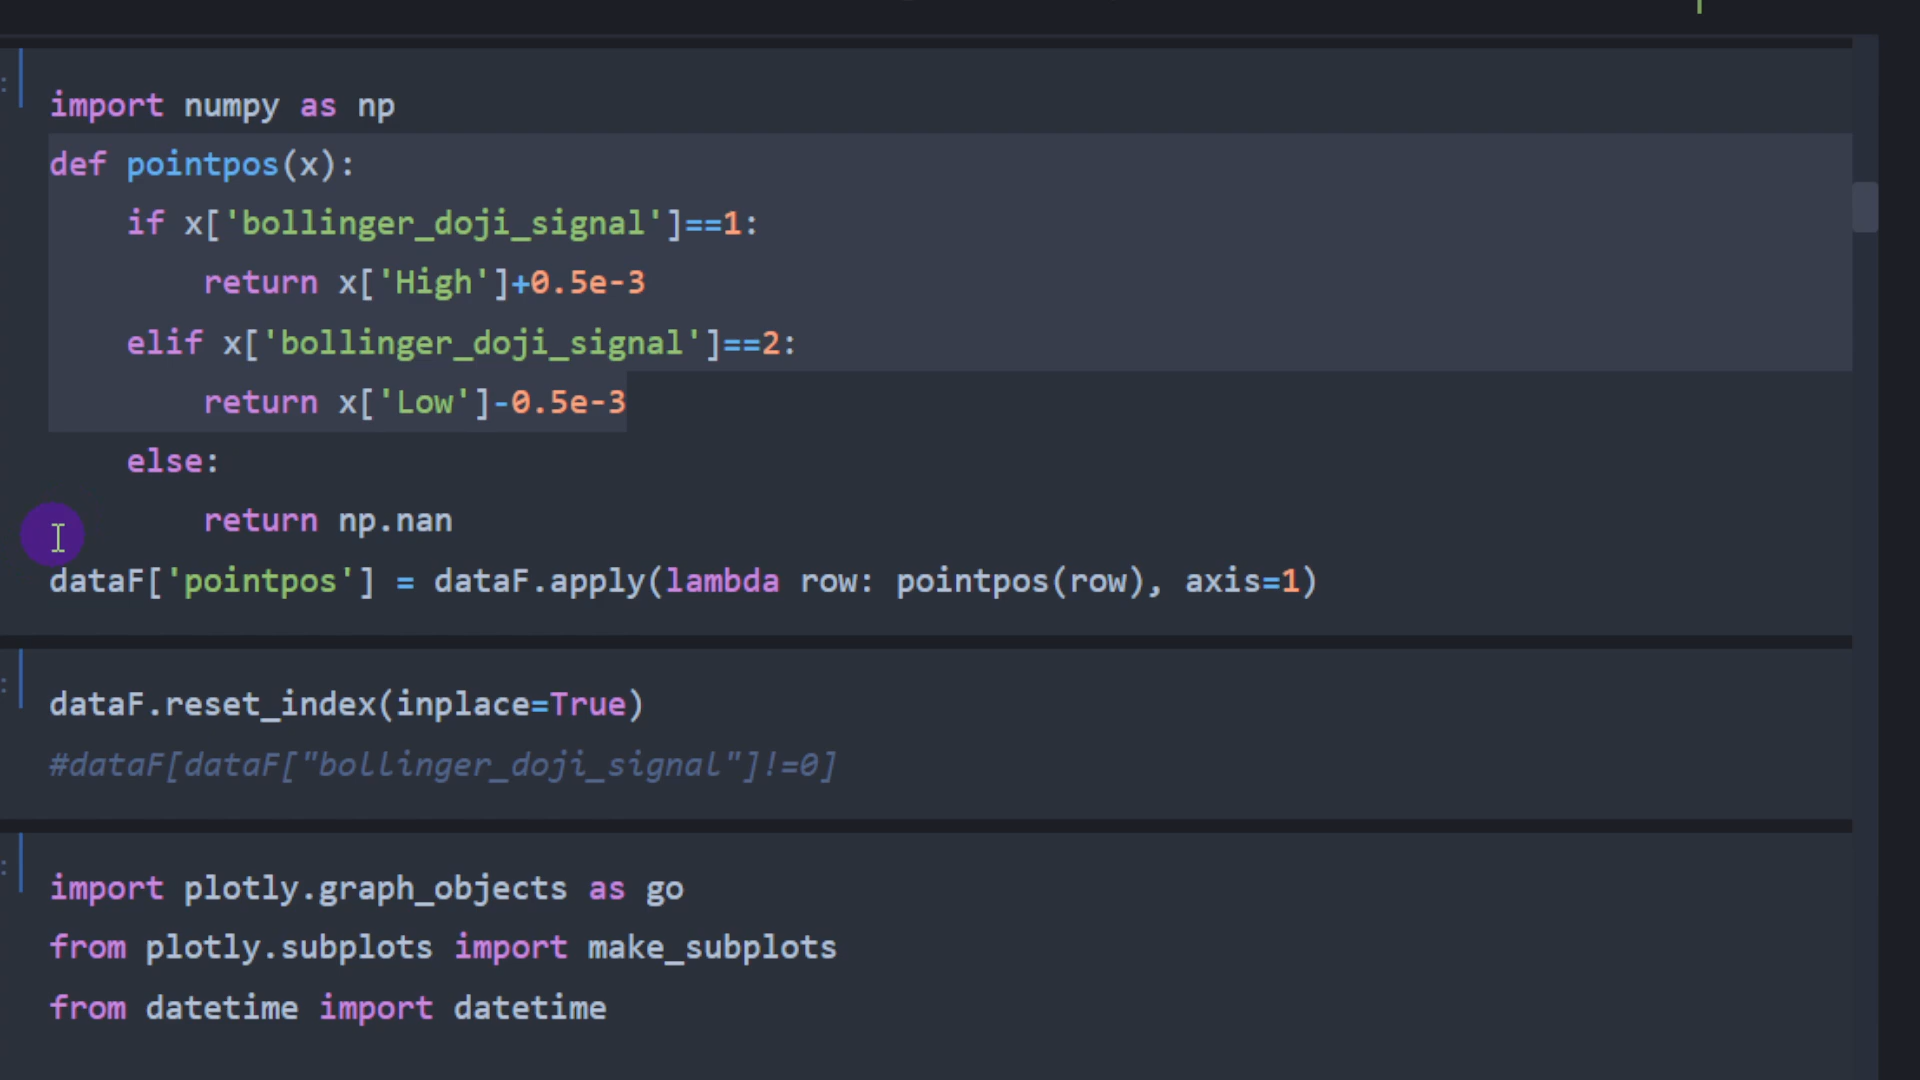 import numpy as np
def pointpos(x):
    if x['bollinger_doji_signal']==1:
        return x['High']+0.5e-3
    elif x['bollinger_doji_signal']==2:
        return x['Low']-0.5e-3
    else:
        return np.nan
dataF['pointpos'] = dataF.apply(lambda row: pointpos(row), axis=1)
dataF.reset_index(inplace=True)
#dataF[dataF["bollinger_doji_signal"]!=0]
import plotly.graph_objects as go
from plotly.subplots import make_subplots
from datetime import datetime